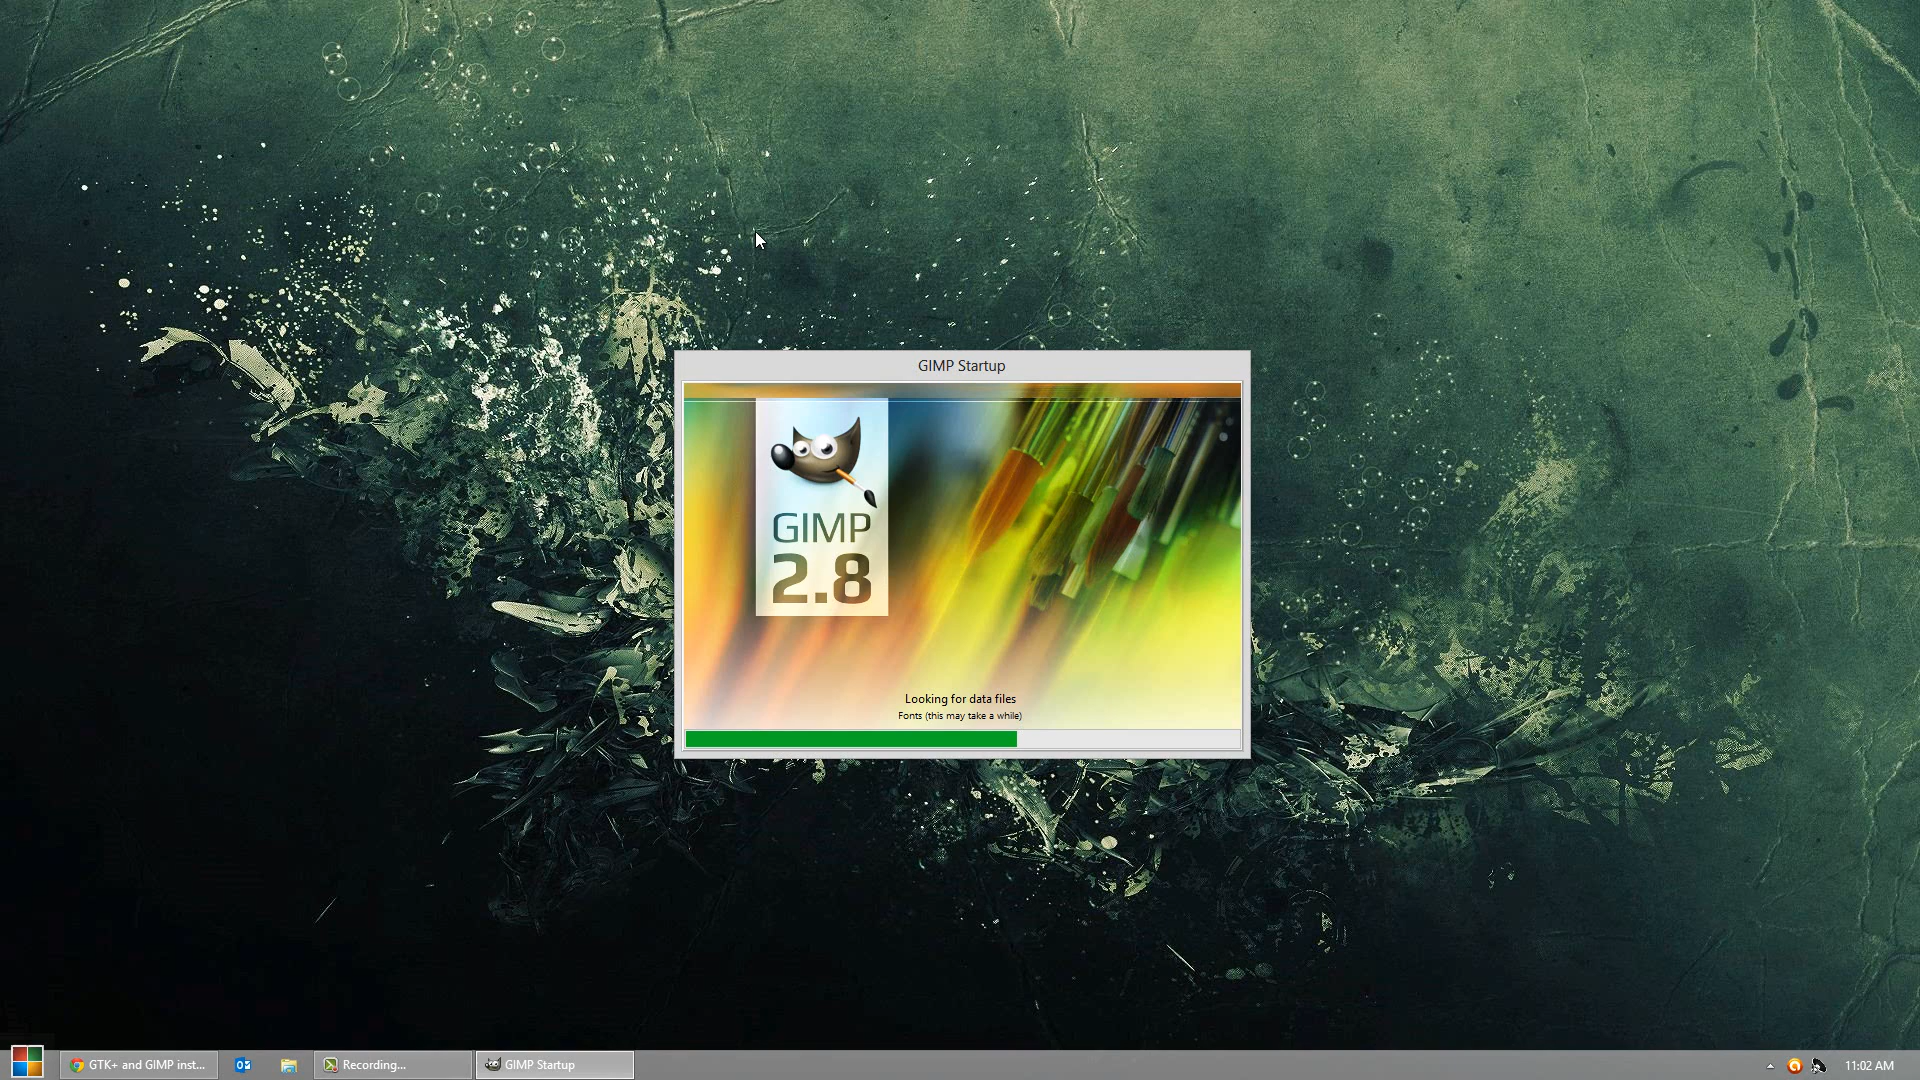 GIMP Startup
GIMP
2.8
Looking for data files
Fonts (this may take a while)
GTK+ and GIMP inst...
Recording...
GIMP Startup
11:02 AM